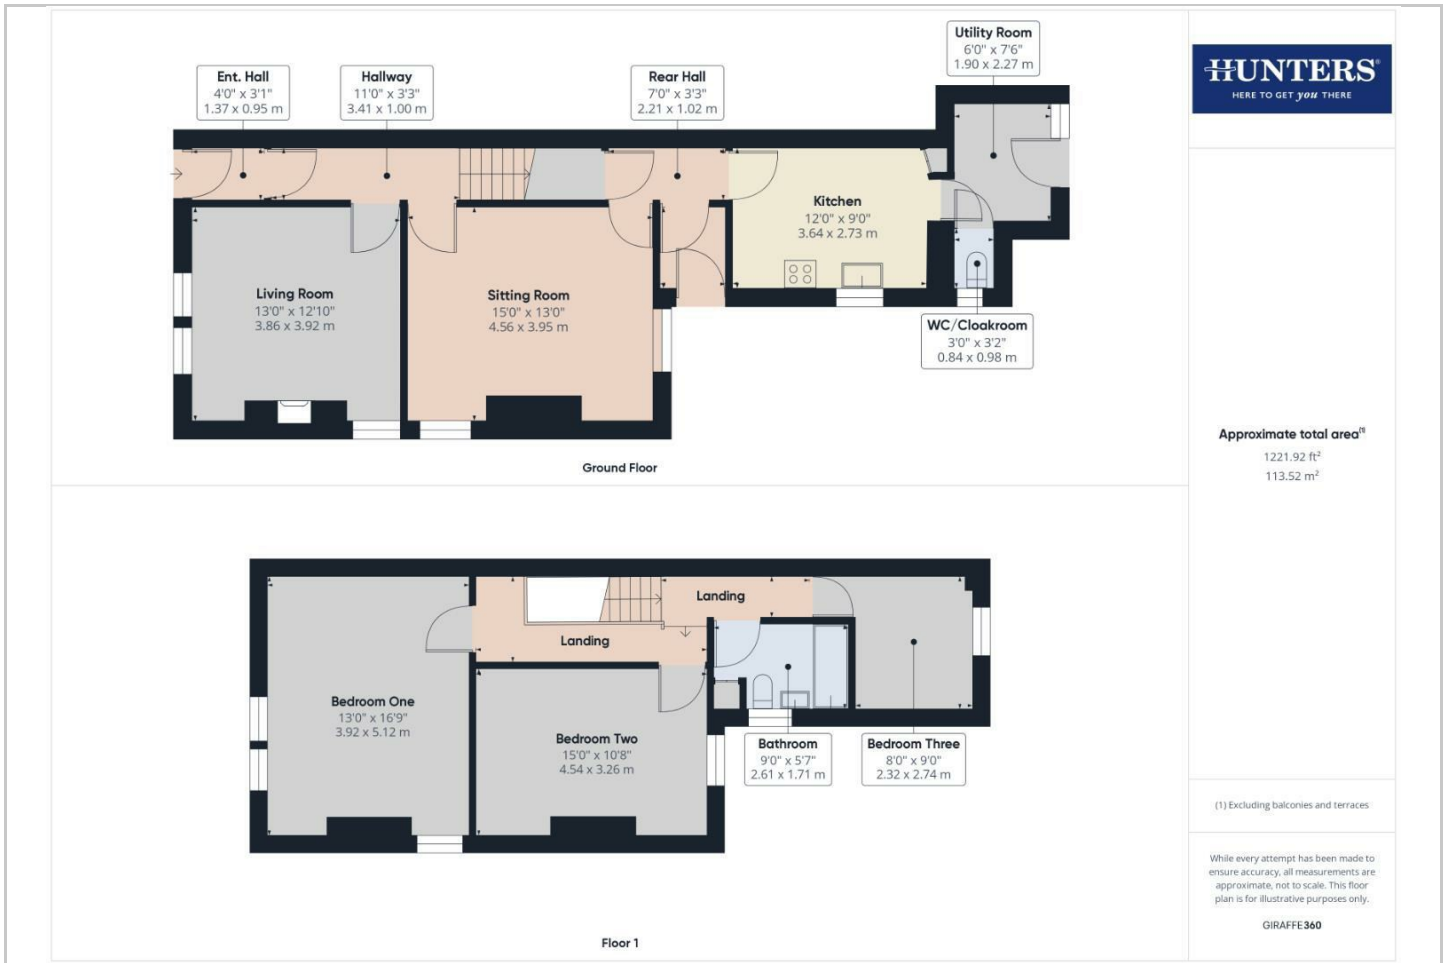 Utility Room
6'0" x 7'6"
1.90 x 2.27 m
Ent. Hall
4'0" x 3'1"
1.37 x 0.95 m
Hallway
11'0" x 3'3"
3.41 x 1.00 m
Rear Hall
7'0" x 3'3"
2.21 x 1.02 m
Kitchen
12'0" x 9'0"
3.64 x 2.73 m
Living Room
13'0" x 12'10"
3.86 x 3.92 m
Sitting Room
15'0" x 13'0"
4.56 x 3.95 m
WC/Cloakroom
3'0" x 3'2"
0.84 x 0.98 m
Ground Floor
Landing
Landing
Bedroom One
13'0" x 16'9"
3.92 x 5.12 m
Bedroom Two
15'0" x 10'8"
4.54 x 3.26 m
Bathroom
9'0" x 5'7"
2.61 x 1.71 m
Bedroom Three
8'0" x 9'0"
2.32 x 2.74 m
Floor 1
HUNTERS®
HERE TO GET you THERE
Approximate total area(1)
1221.92 ft²
113.52 m²
(1) Excluding balconies and terraces
While every attempt has been made to
ensure accuracy, all measurements are
approximate, not to scale. This floor
plan is for illustrative purposes only.
GIRAFFE360